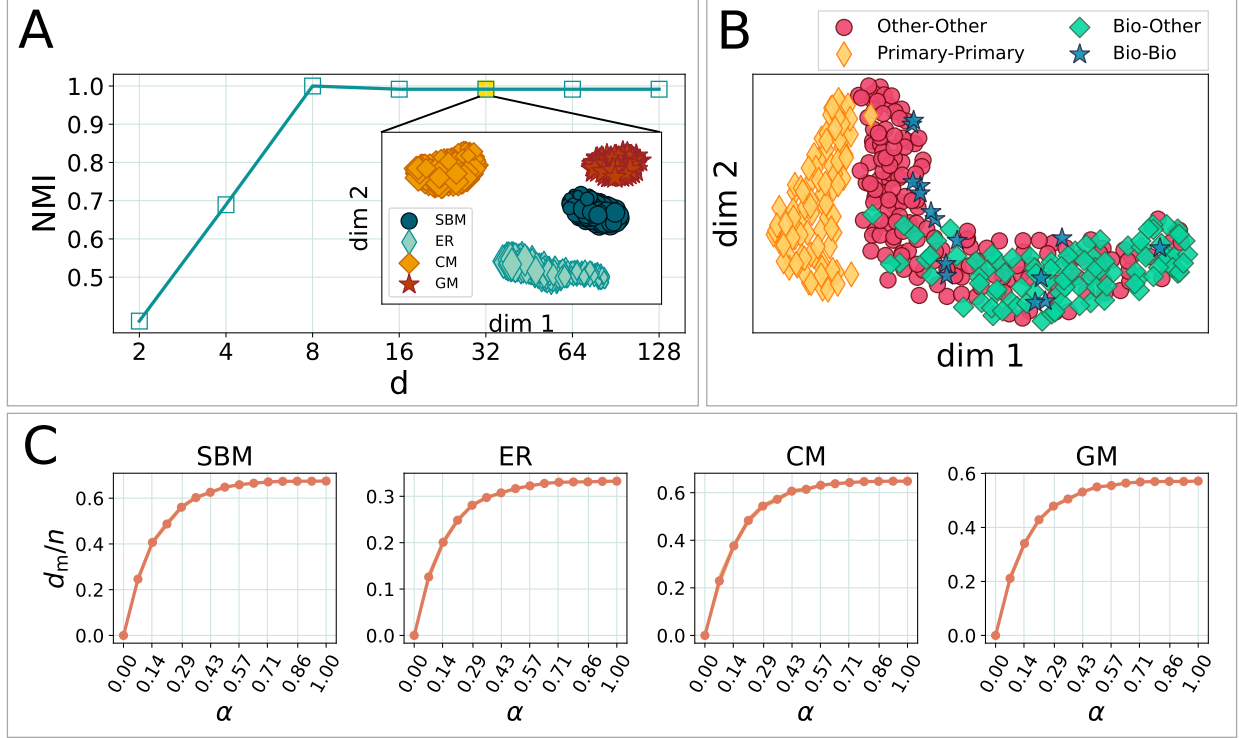 A
NMI
1.0
0.9
0.8
0.7
0.6
0.5
2
4
8
16
32
64
128
d
dim 2
SBM
ER
CM
GM
dim 1
B
Other-Other
Primary-Primary
Bio-Other
Bio-Bio
dim 2
dim 1
C
SBM
ER
CM
GM
dₘ/n
0.6
0.4
0.2
0.0
0.00
0.14
0.29
0.43
0.57
0.71
0.86
1.00
α
0.3
0.2
0.1
0.0
0.00
0.14
0.29
0.43
0.57
0.71
0.86
1.00
α
0.6
0.4
0.2
0.0
0.00
0.14
0.29
0.43
0.57
0.71
0.86
1.00
α
0.6
0.4
0.2
0.0
0.00
0.14
0.29
0.43
0.57
0.71
0.86
1.00
α